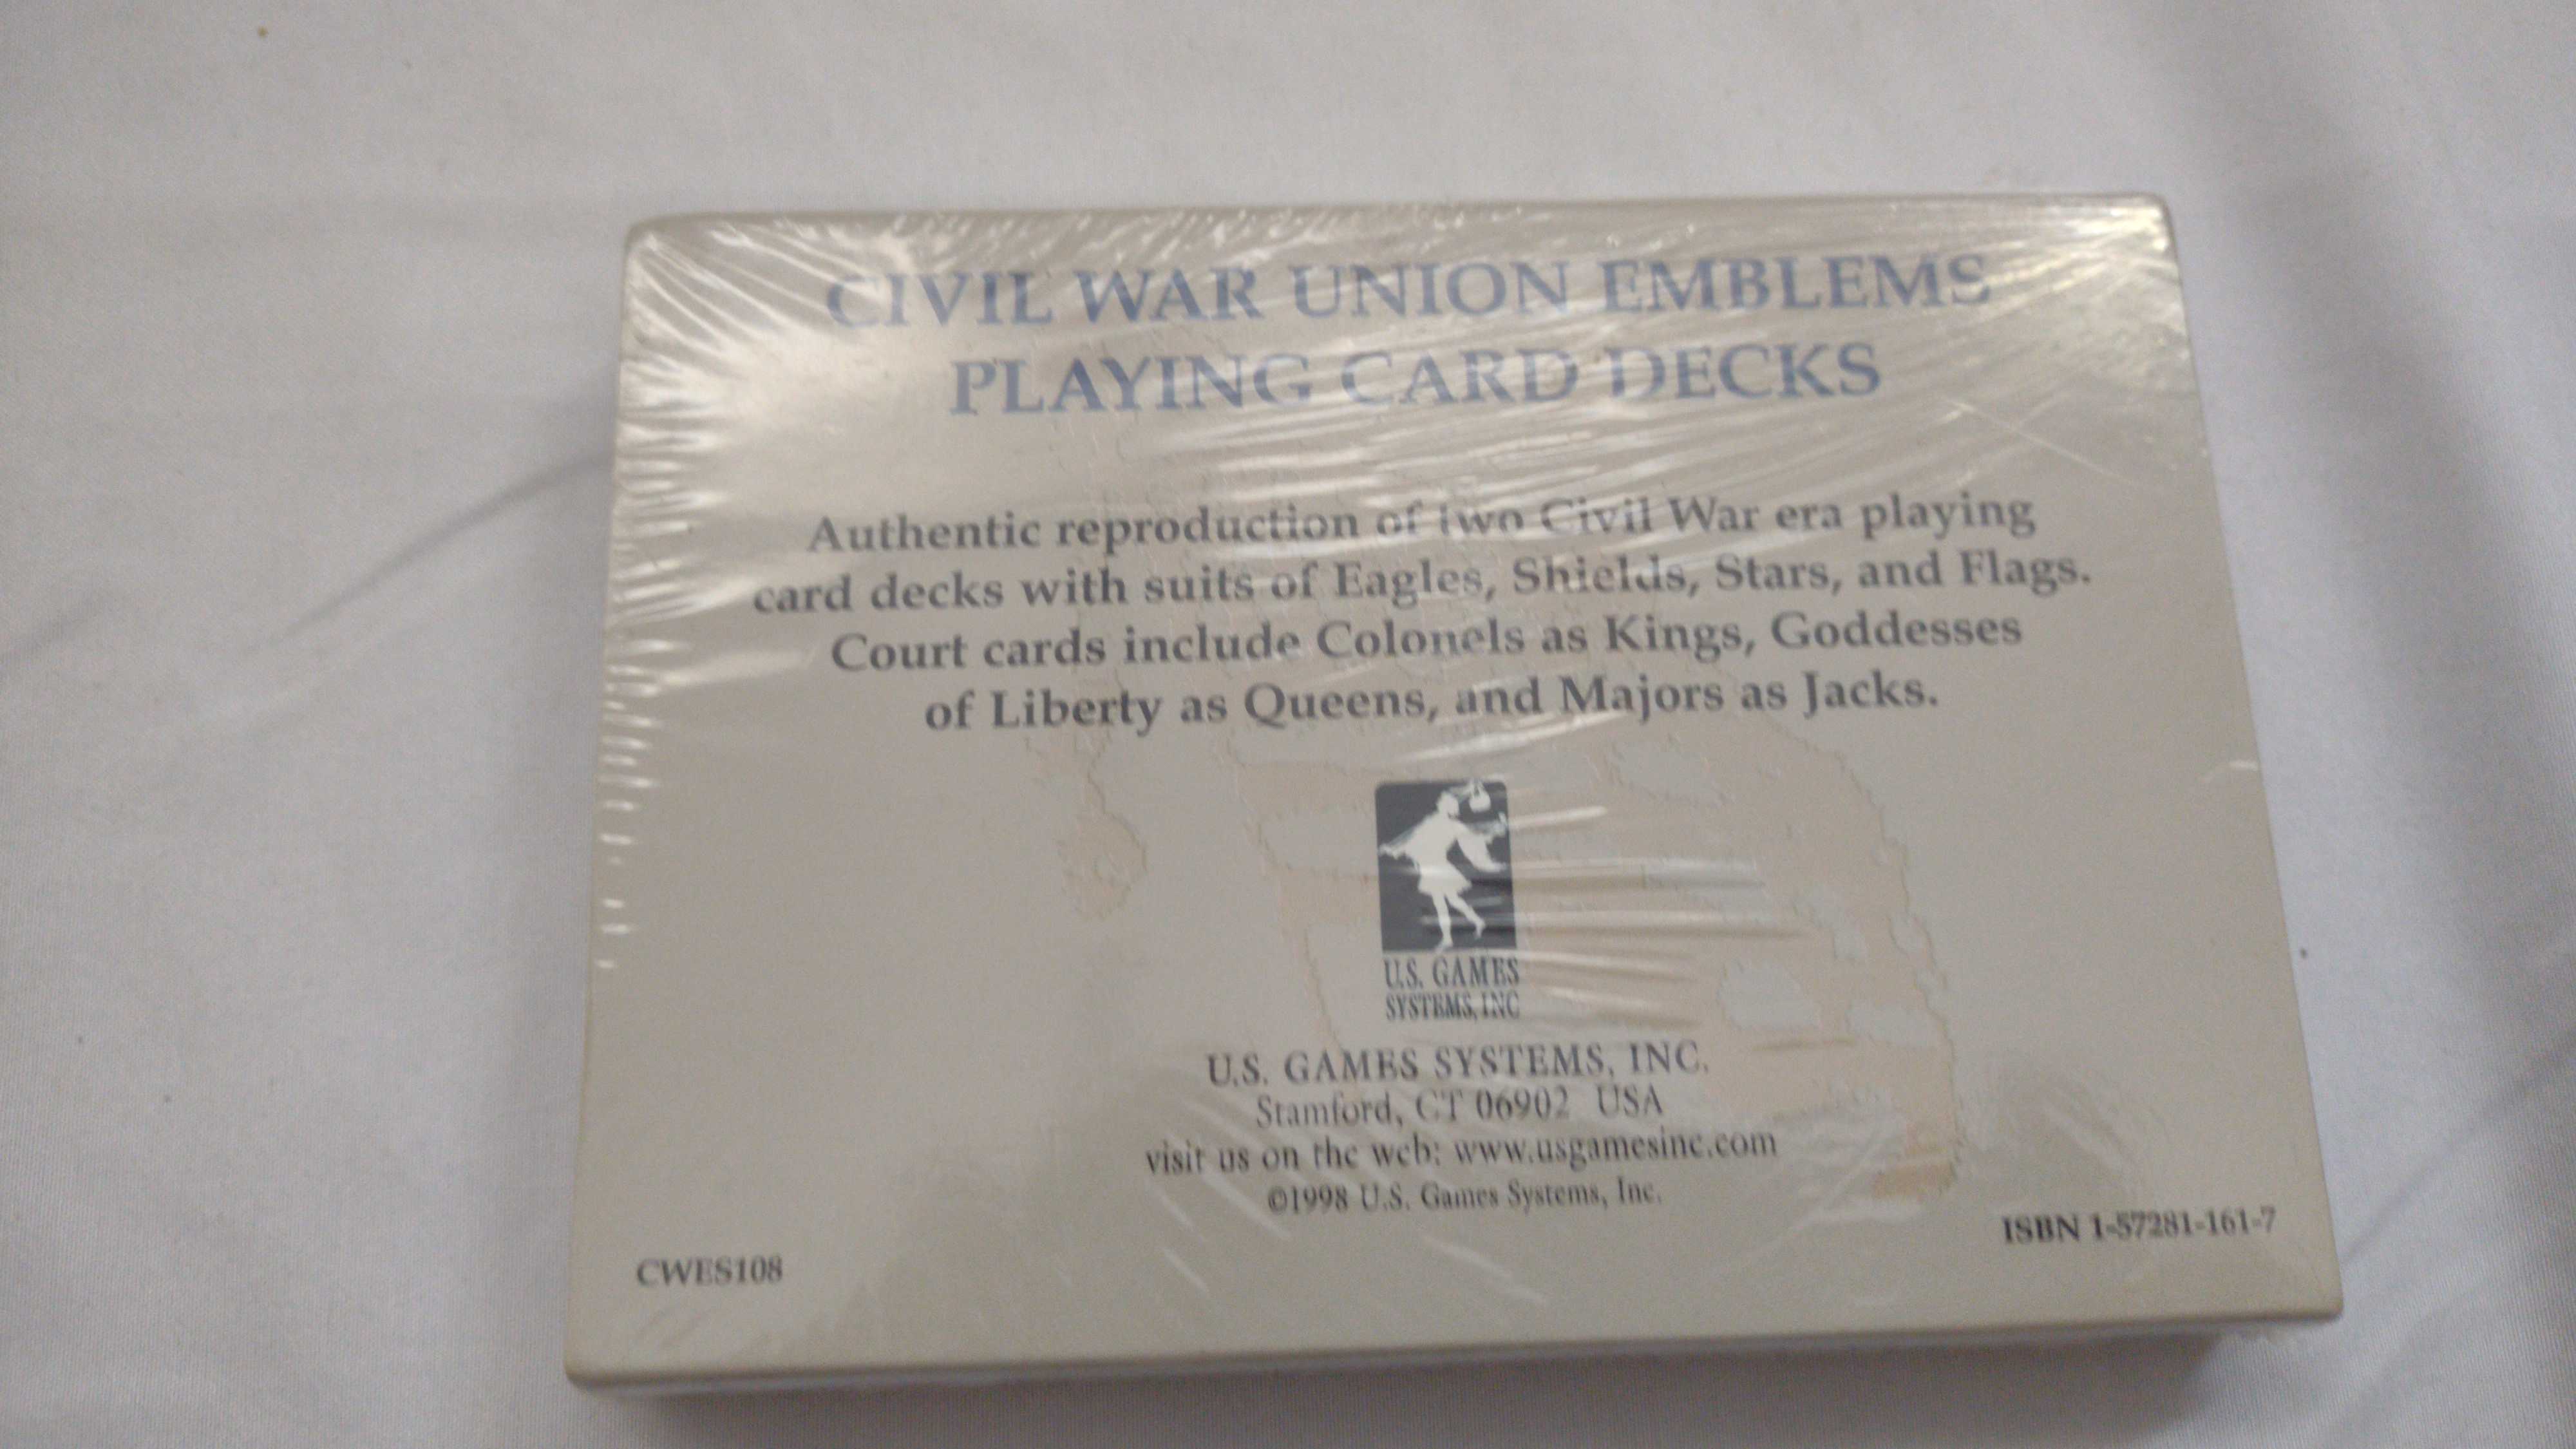 CIVIL WAR UNION EMBLEMS
PLAYING CARD DECKS
Authentic reproduction of two Civil War era playing
card decks with suits of Eagles, Shields, Stars, and Flags.
Court cards include Colonels as Kings, Goddesses
of Liberty as Queens, and Majors as Jacks.
U.S. GAMES
SYSTEMS, INC
U.S. GAMES SYSTEMS, INC.
Stamford, CT 06902 USA
visit us on the web: www.usgamesinc.com
©1998 U.S. Games Systems, Inc.
CWES108
ISBN 1-57281-161-7